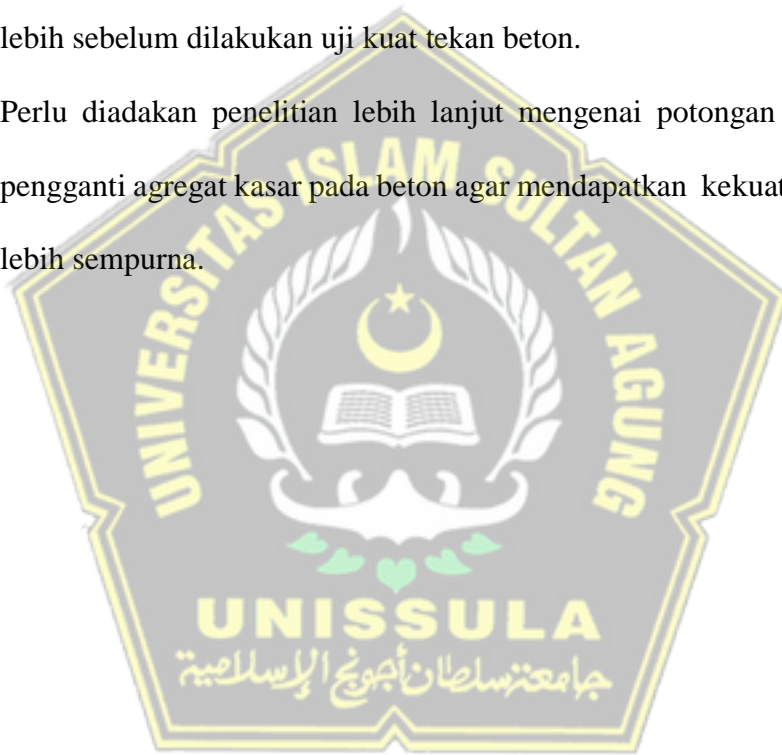 lebih sebelum dilakukan uji kuat tekan beton.
Perlu diadakan penelitian lebih lanjut mengenai potongan
pengganti agregat kasar pada beton agar mendapatkan kekuat
lebih sempurna.
UNIVERSITAS ISLAM SULTAN AGUNG
UNISSULA
جامعة سلطان أجونج الإسلامية